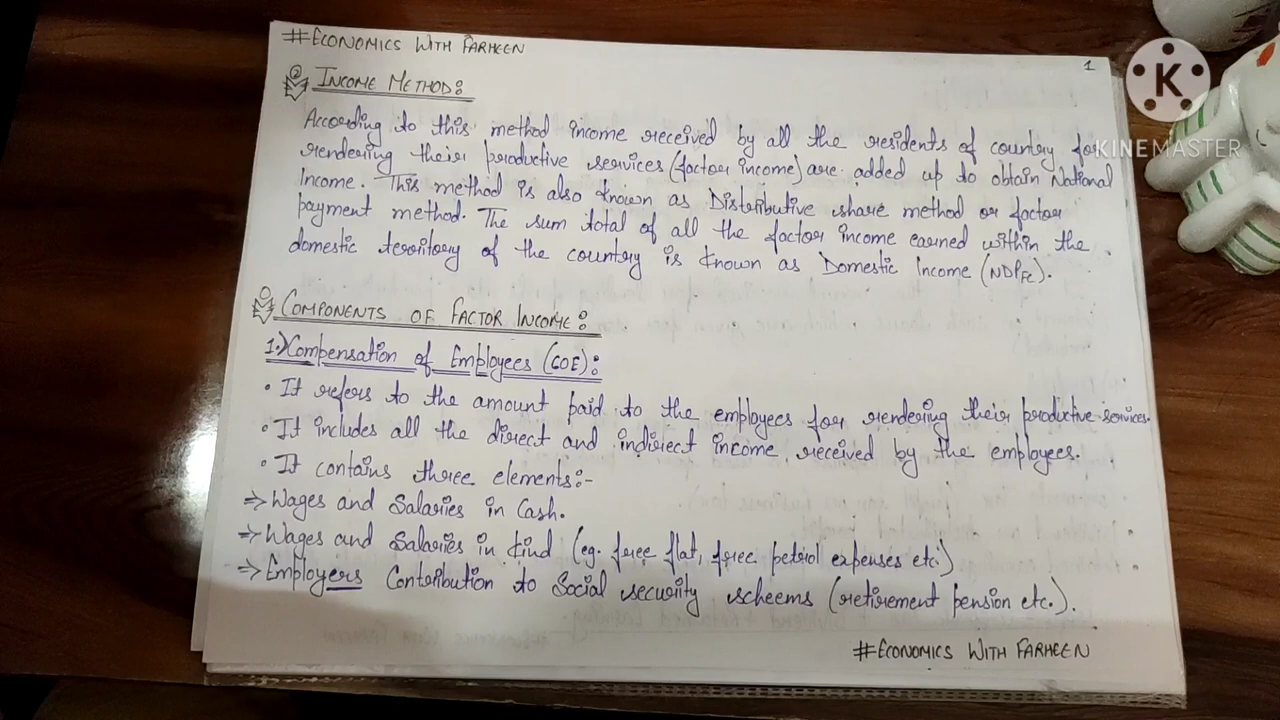 #ECONOMICS WITH FARHEEN
1
② INCOME METHOD:
According to this method income received by all the residents of country for
rendering their productive services (factor income) are added up to obtain National
Income. This method is also known as Distributive share method or factor
payment method. The sum total of all the factor income earned within the
domestic territory of the country is known as Domestic Income (NDPFC).
COMPONENTS OF FACTOR INCOME:
1.) Compensation of Employees (COE):
• It refers to the amount paid to the employees for rendering their productive services.
• It includes all the direct and indirect income received by the employees.
• It contains three elements:-
⇒ Wages and Salaries in Cash.
⇒ Wages and Salaries in kind (eg. free flat, free petrol expenses etc.)
⇒ Employers Contribution to Social security scheems (retirement pension etc.).
#ECONOMICS WITH FARHEEN
K
KINEMASTER